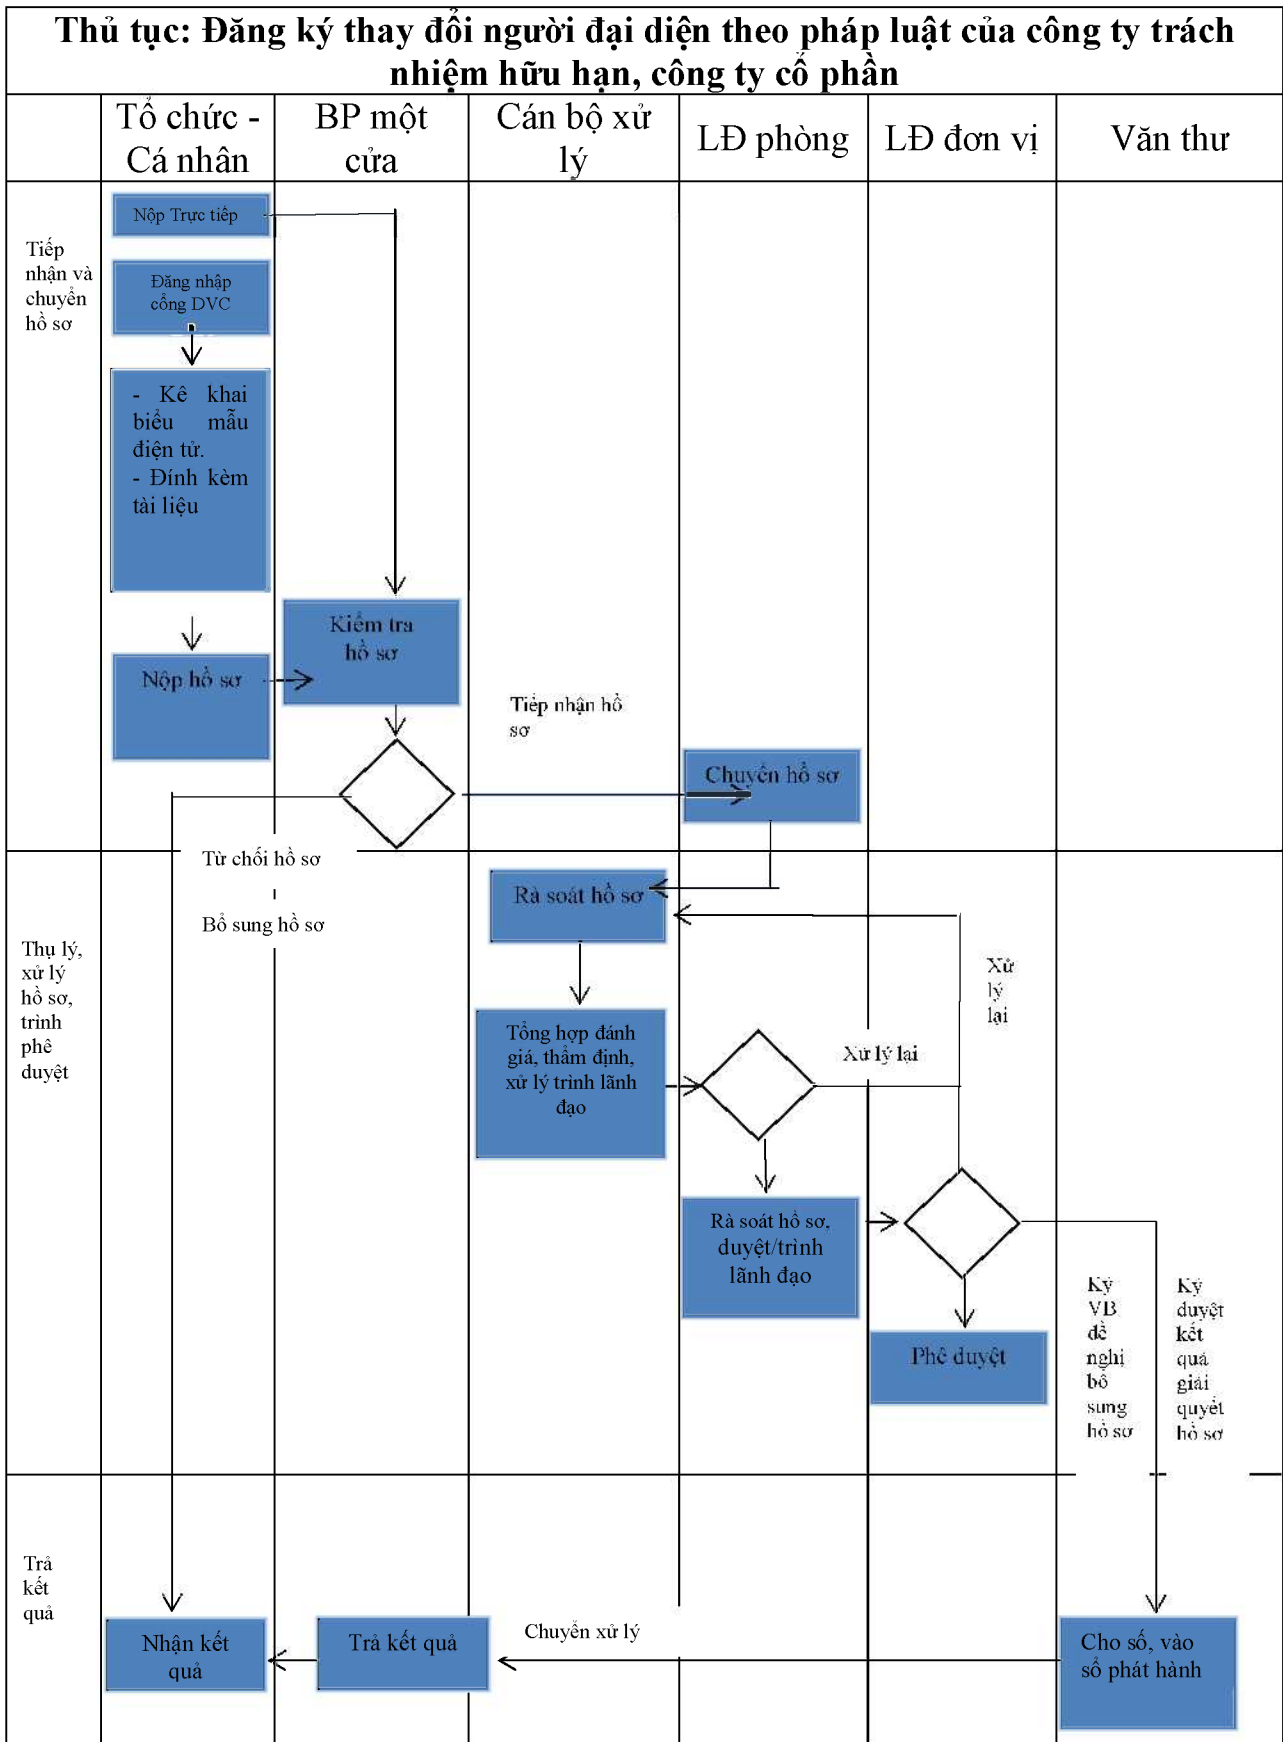 Thủ tục: Đăng ký thay đổi người đại diện theo pháp luật của công ty trách
nhiệm hữu hạn, công ty cổ phần
Tổ chức -
Cá nhân
BP một
cửa
Cán bộ xử
lý
LĐ phòng
LĐ đơn vị
Văn thư
Tiếp
nhận và
chuyển
hồ sơ
Nộp Trực tiếp
Đăng nhập
cổng DVC
- Kê khai
biểu mẫu
điện tử.
- Đính kèm
tài liệu
Kiểm tra
hồ sơ
Nộp hồ sơ
Tiếp nhận hồ
sơ
Chuyển hồ sơ
Từ chối hồ sơ
Bổ sung hồ sơ
Thụ lý,
xử lý
hồ sơ,
trình
phê
duyệt
Rà soát hồ sơ
Xử
lý
lại
Tổng hợp đánh
giá, thẩm định,
xử lý trình lãnh
đạo
Xử lý lại
Rà soát hồ sơ,
duyệt/trình
lãnh đạo
Phê duyệt
Ký
VB
đề
nghị
bổ
sung
hồ sơ
Ký
duyệt
kết
quả
giải
quyết
hồ sơ
Trả
kết
quả
Nhận kết
quả
Trả kết quả
Chuyển xử lý
Cho số, vào
sổ phát hành